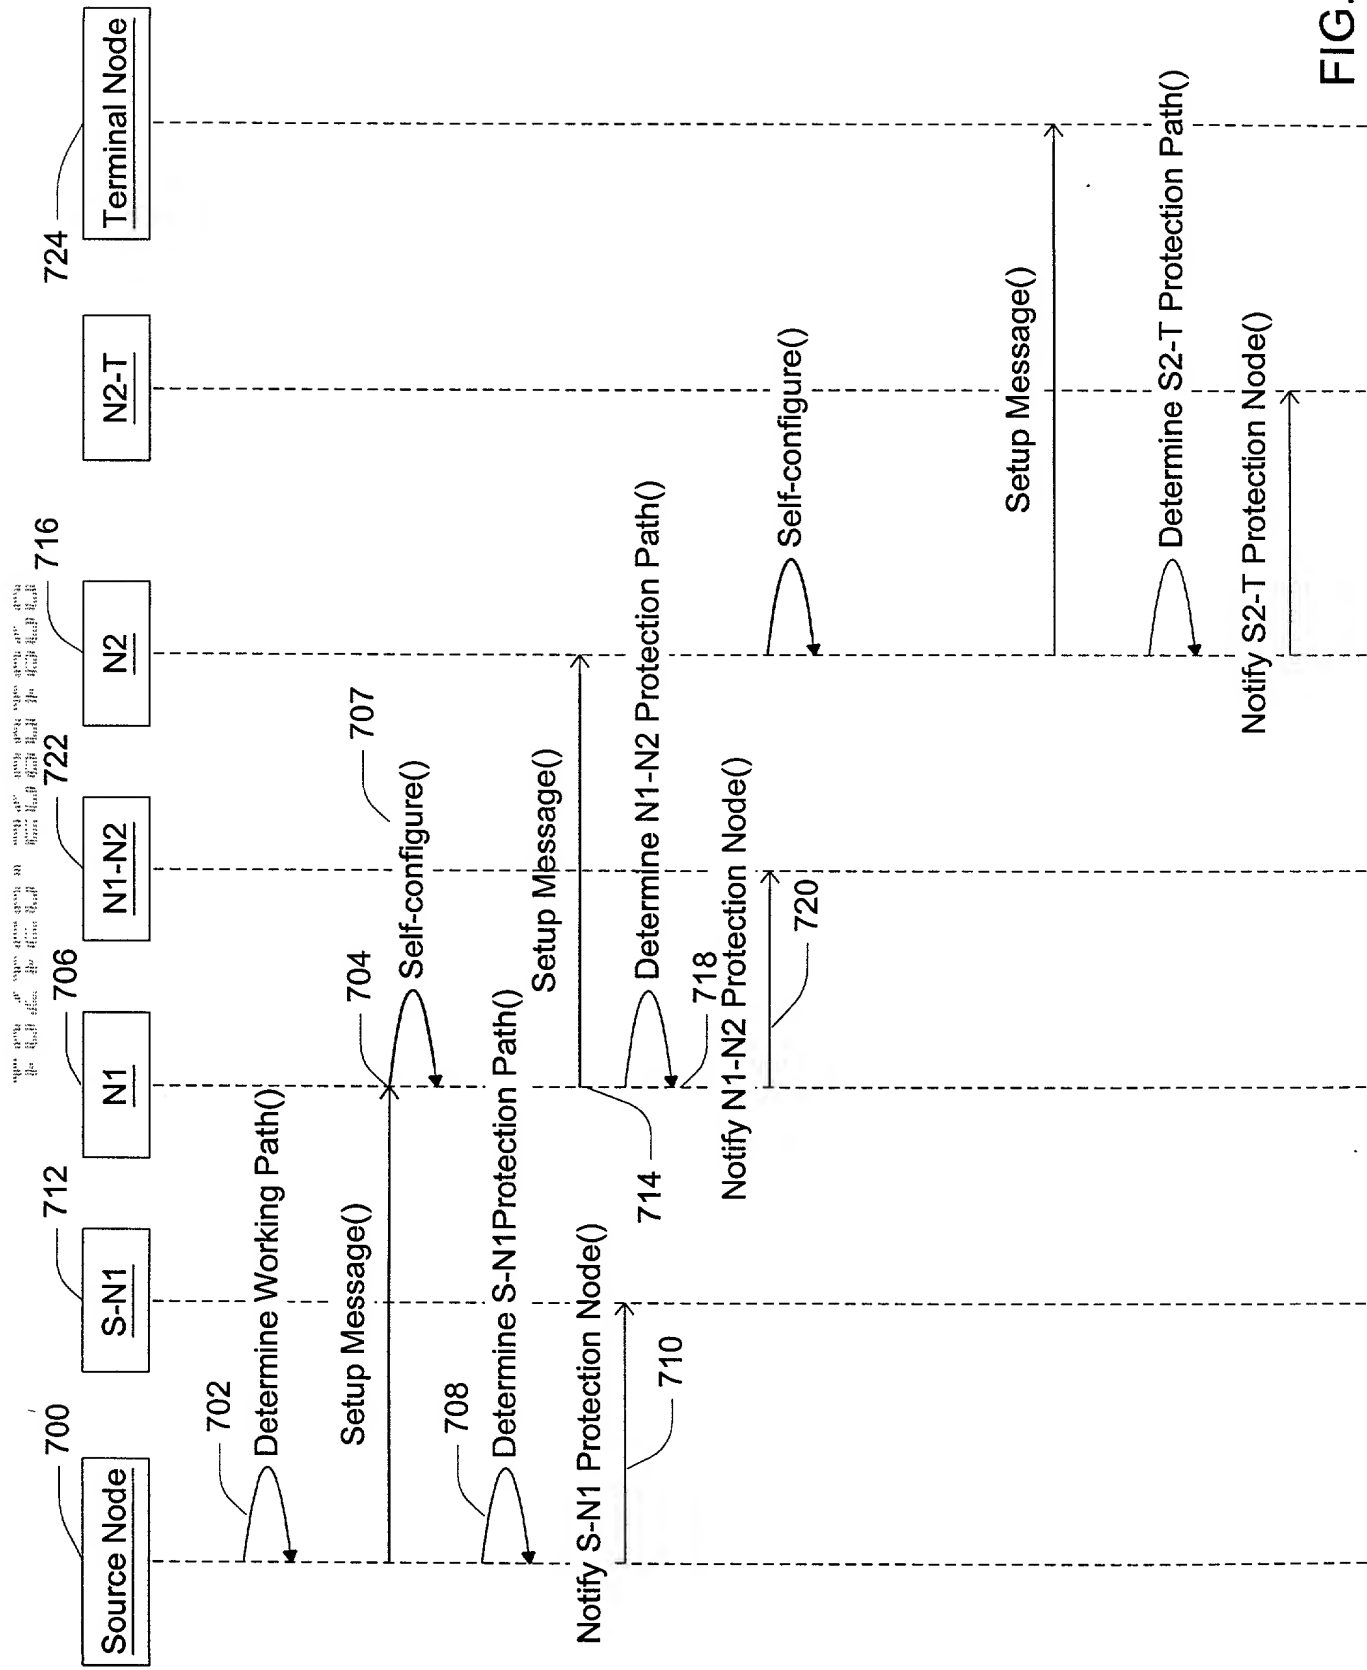 700
712
706
722
716
724
Source Node
S-N1
N1
N1-N2
N2
N2-T
Terminal Node
702
Determine Working Path()
Setup Message()
704
Self-configure()
707
708
Determine S-N1Protection Path()
Notify S-N1 Protection Node()
710
Setup Message()
714
Determine N1-N2 Protection Path()
718
Notify N1-N2 Protection Node()
720
Self-configure()
Setup Message()
Determine S2-T Protection Path()
Notify S2-T Protection Node()
FIG.